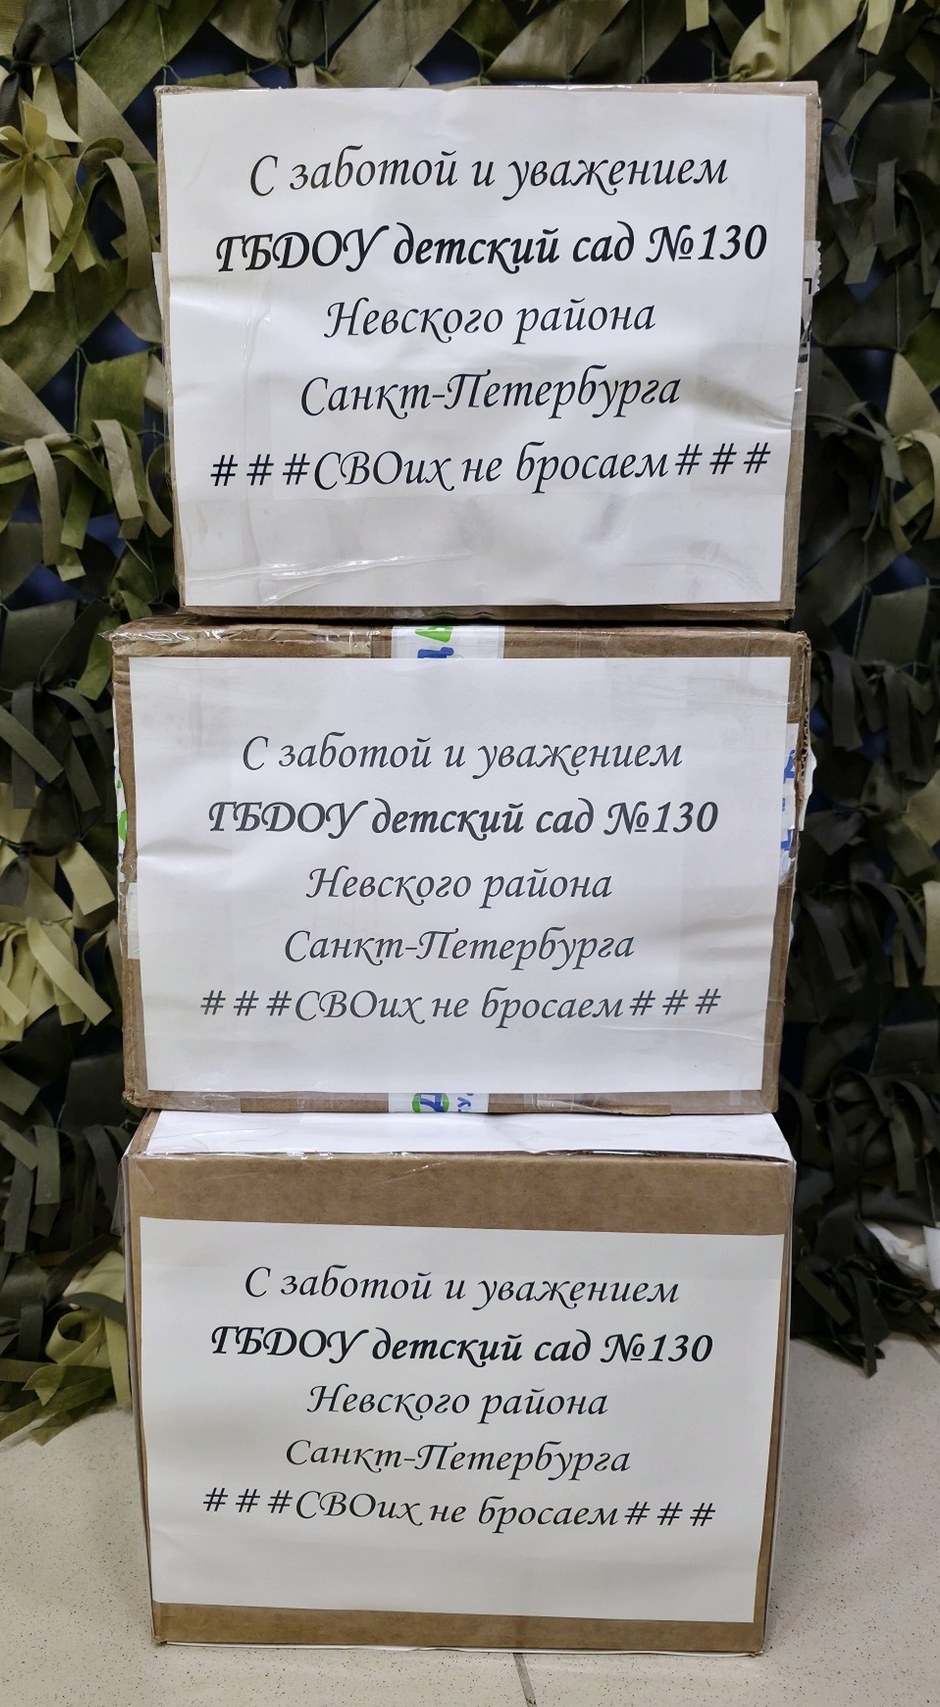 С заботой и уважением
ГБДОУ детский сад №130
Невского района
Санкт-Петербурга
###СВОих не бросаем###
С заботой и уважением
ГБДОУ детский сад №130
Невского района
Санкт-Петербурга
###СВОих не бросаем###
С заботой и уважением
ГБДОУ детский сад №130
Невского района
Санкт-Петербурга
###СВОих не бросаем###